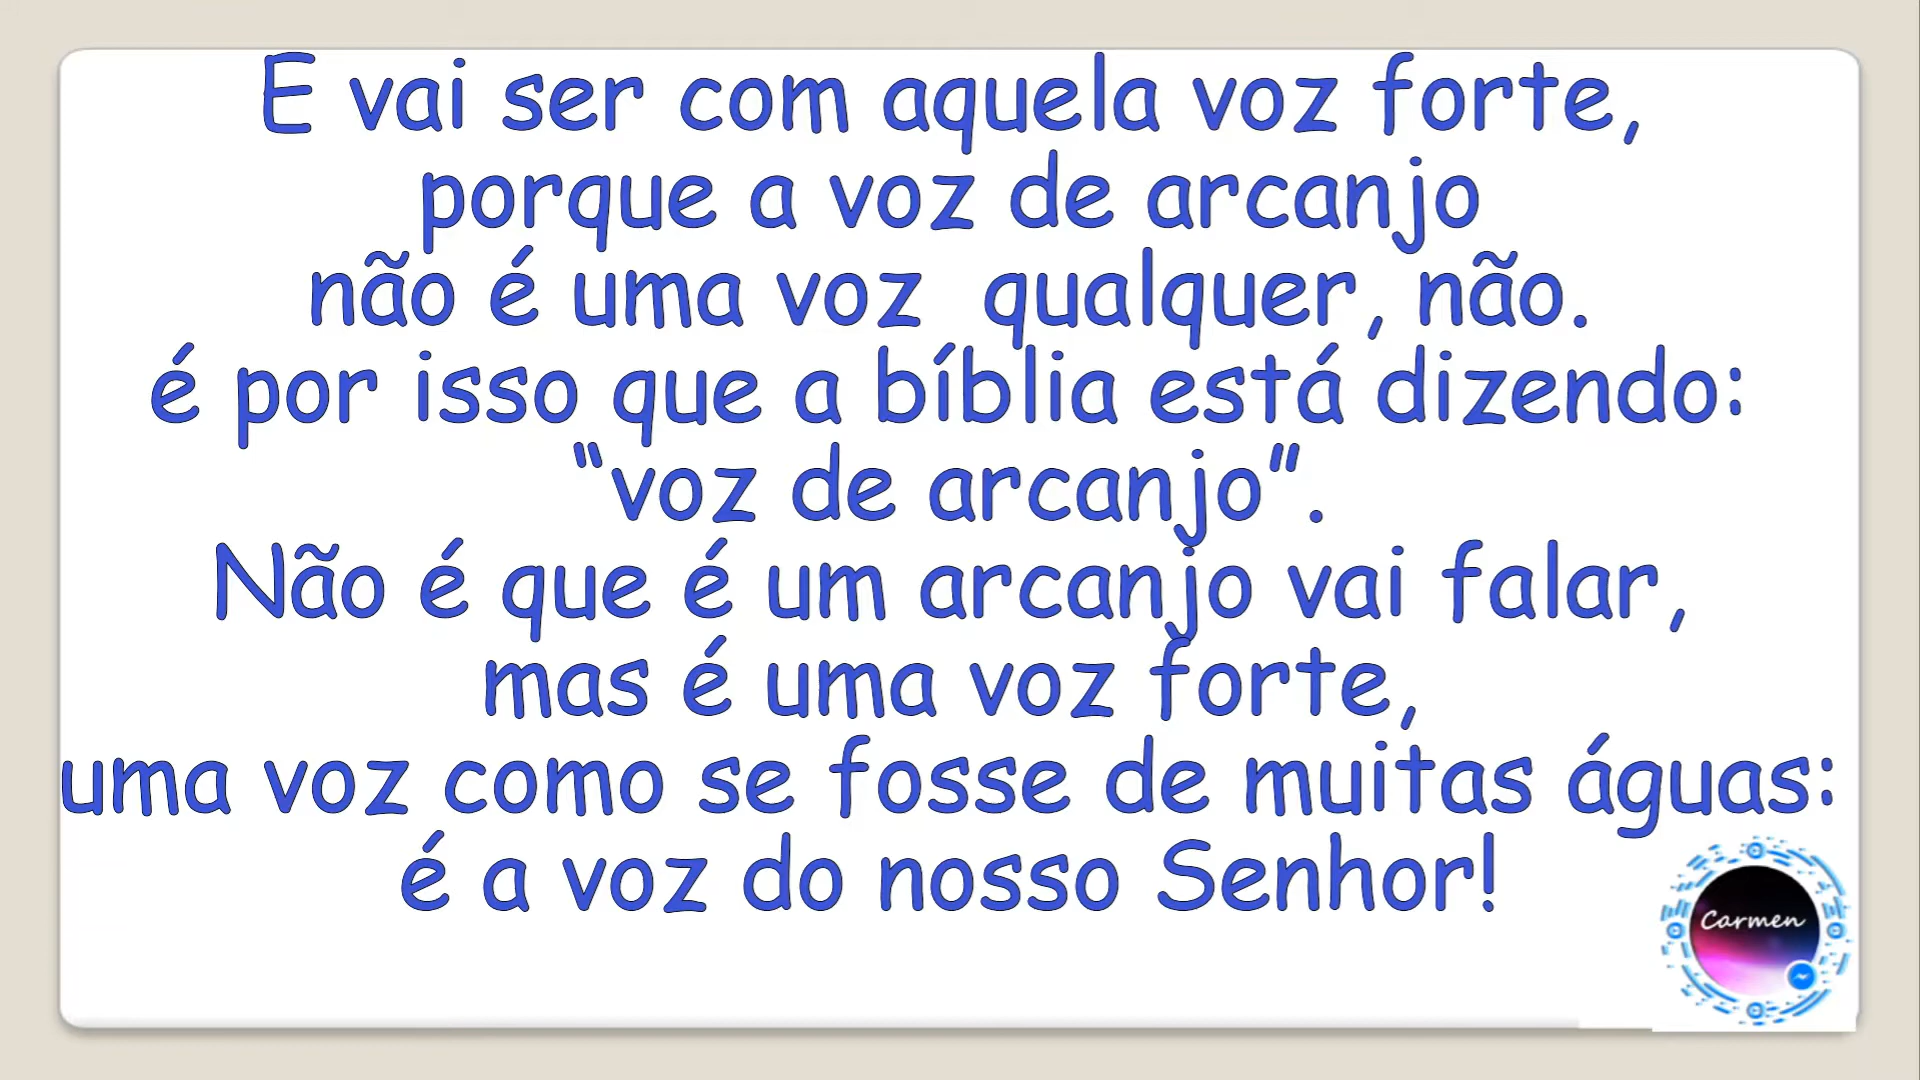 E vai ser com aquela voz forte,
porque a voz de arcanjo
não é uma voz  qualquer, não.
é por isso que a bíblia está dizendo:
"voz de arcanjo".
Não é que é um arcanjo vai falar,
mas é uma voz forte,
uma voz como se fosse de muitas águas:
é a voz do nosso Senhor!
Carmen